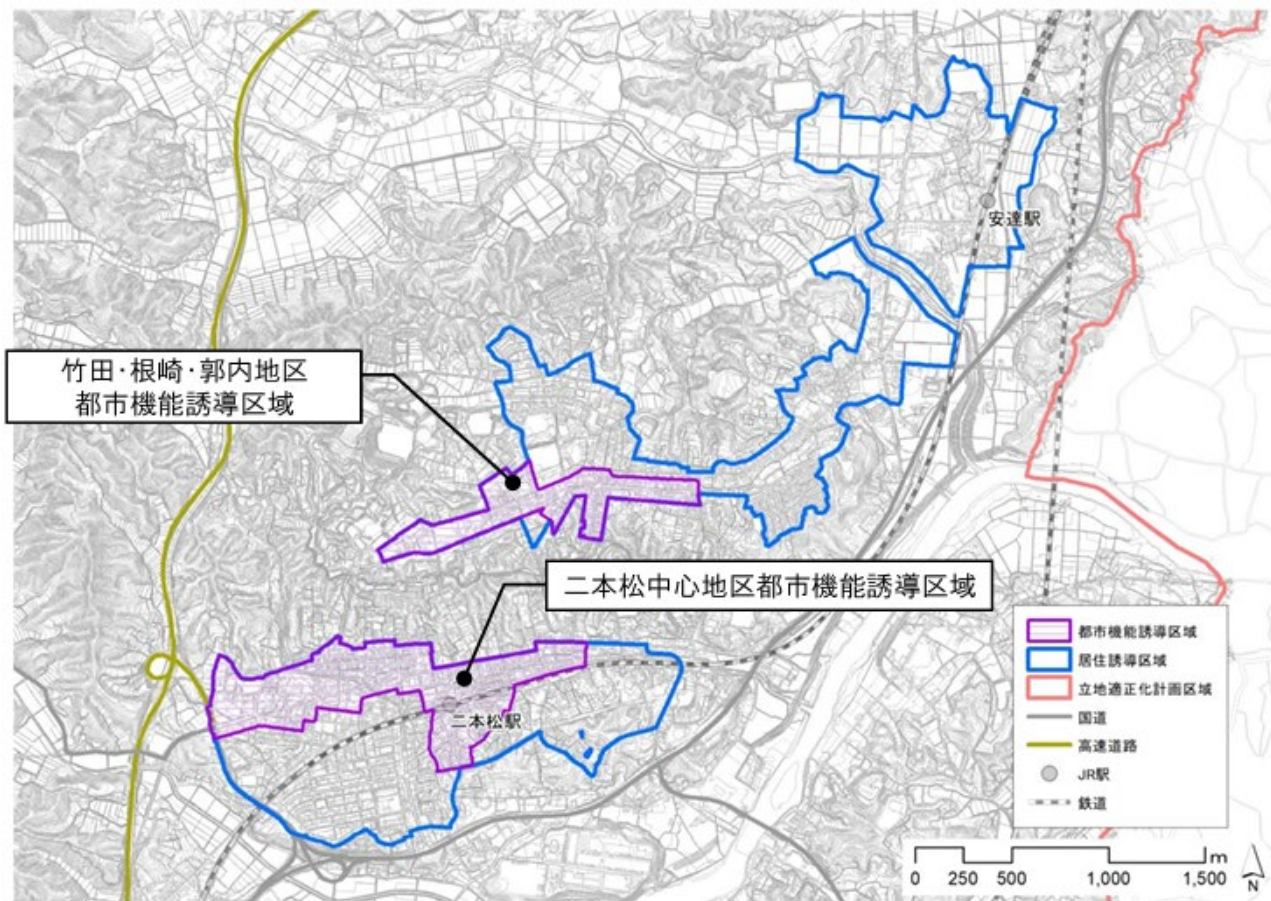 安達駅
竹田・根崎・郭内地区
都市機能誘導区域
二本松中心地区都市機能誘導区域
二本松駅
都市機能誘導区域
居住誘導区域
立地適正化計画区域
国道
高速道路
JR駅
鉄道
m
0 250 500 1,000 1,500
N